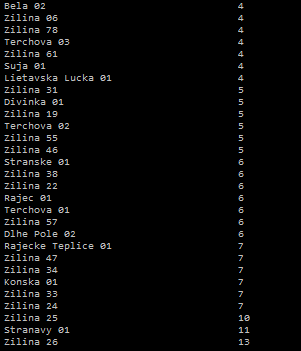 Bela 02 4
Zilina 06 4
Zilina 78 4
Terchova 03 4
Zilina 61 4
Suja 01 4
Lietavska Lucka 01 4
Zilina 31 5
Divinka 01 5
Zilina 19 5
Terchova 02 5
Zilina 55 5
Zilina 46 5
Stranske 01 6
Zilina 38 6
Zilina 22 6
Rajec 01 6
Terchova 01 6
Zilina 57 6
Dlhe Pole 02 6
Rajecke Teplice 01 7
Zilina 47 7
Zilina 34 7
Konska 01 7
Zilina 33 7
Zilina 24 7
Zilina 25 10
Stranavy 01 11
Zilina 26 13